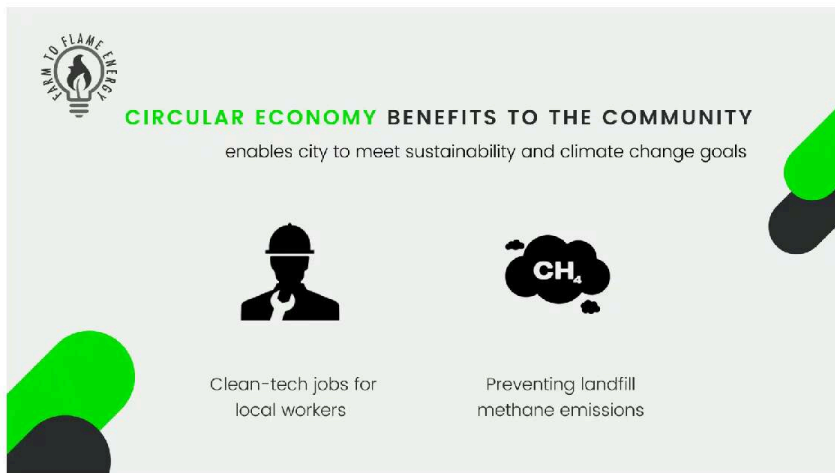 FARM TO FLAME ENERGY
CIRCULAR ECONOMY BENEFITS TO THE COMMUNITY
enables city to meet sustainability and climate change goals
CH₄
Clean-tech jobs for
local workers
Preventing landfill
methane emissions